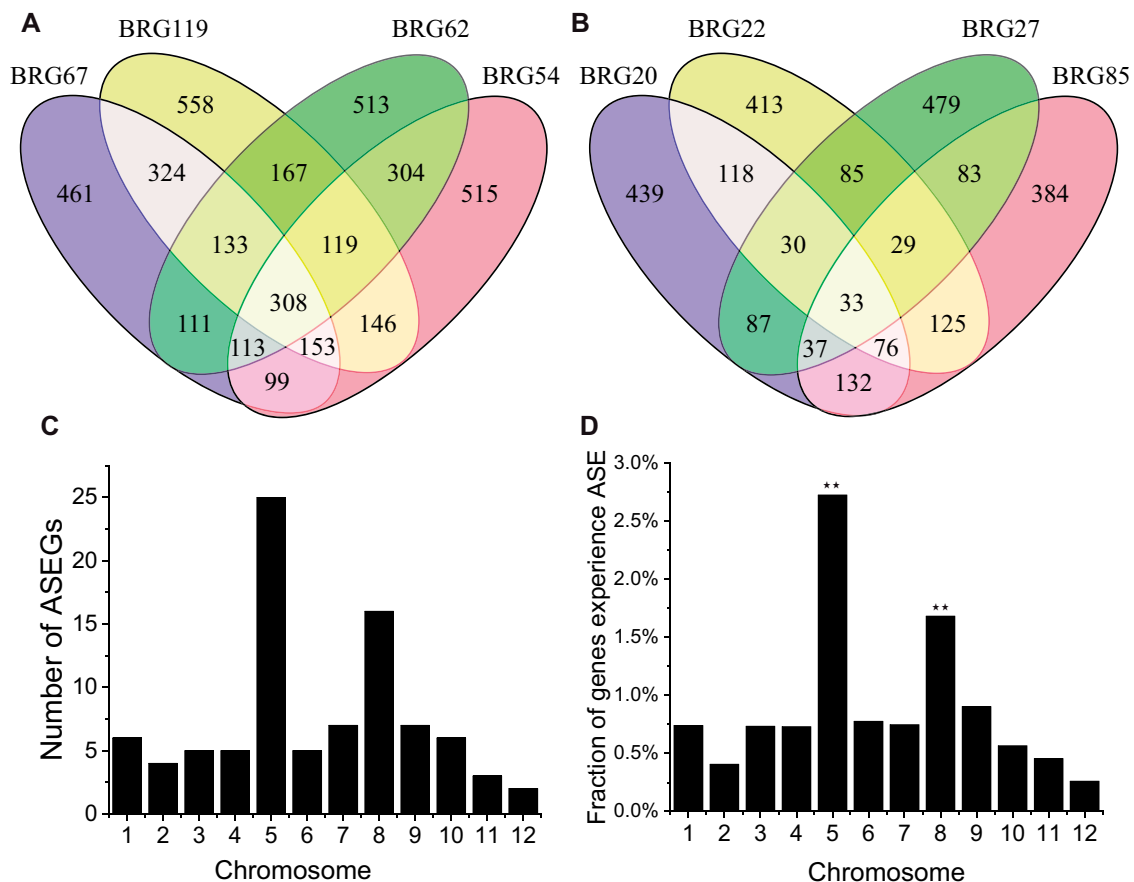 A
BRG119
BRG62
BRG67
BRG54
558
513
461
324
167
304
515
133
119
308
111
146
113
153
99
B
BRG22
BRG27
BRG20
BRG85
413
479
439
118
85
83
384
30
29
33
87
125
37
76
132
C
Number of ASEGs
25
20
15
10
5
0
1 2 3 4 5 6 7 8 9 10 11 12
Chromosome
D
Fraction of genes experience ASE
3.0%
2.5%
2.0%
1.5%
1.0%
0.5%
0.0%
★★
★★
1 2 3 4 5 6 7 8 9 10 11 12
Chromosome